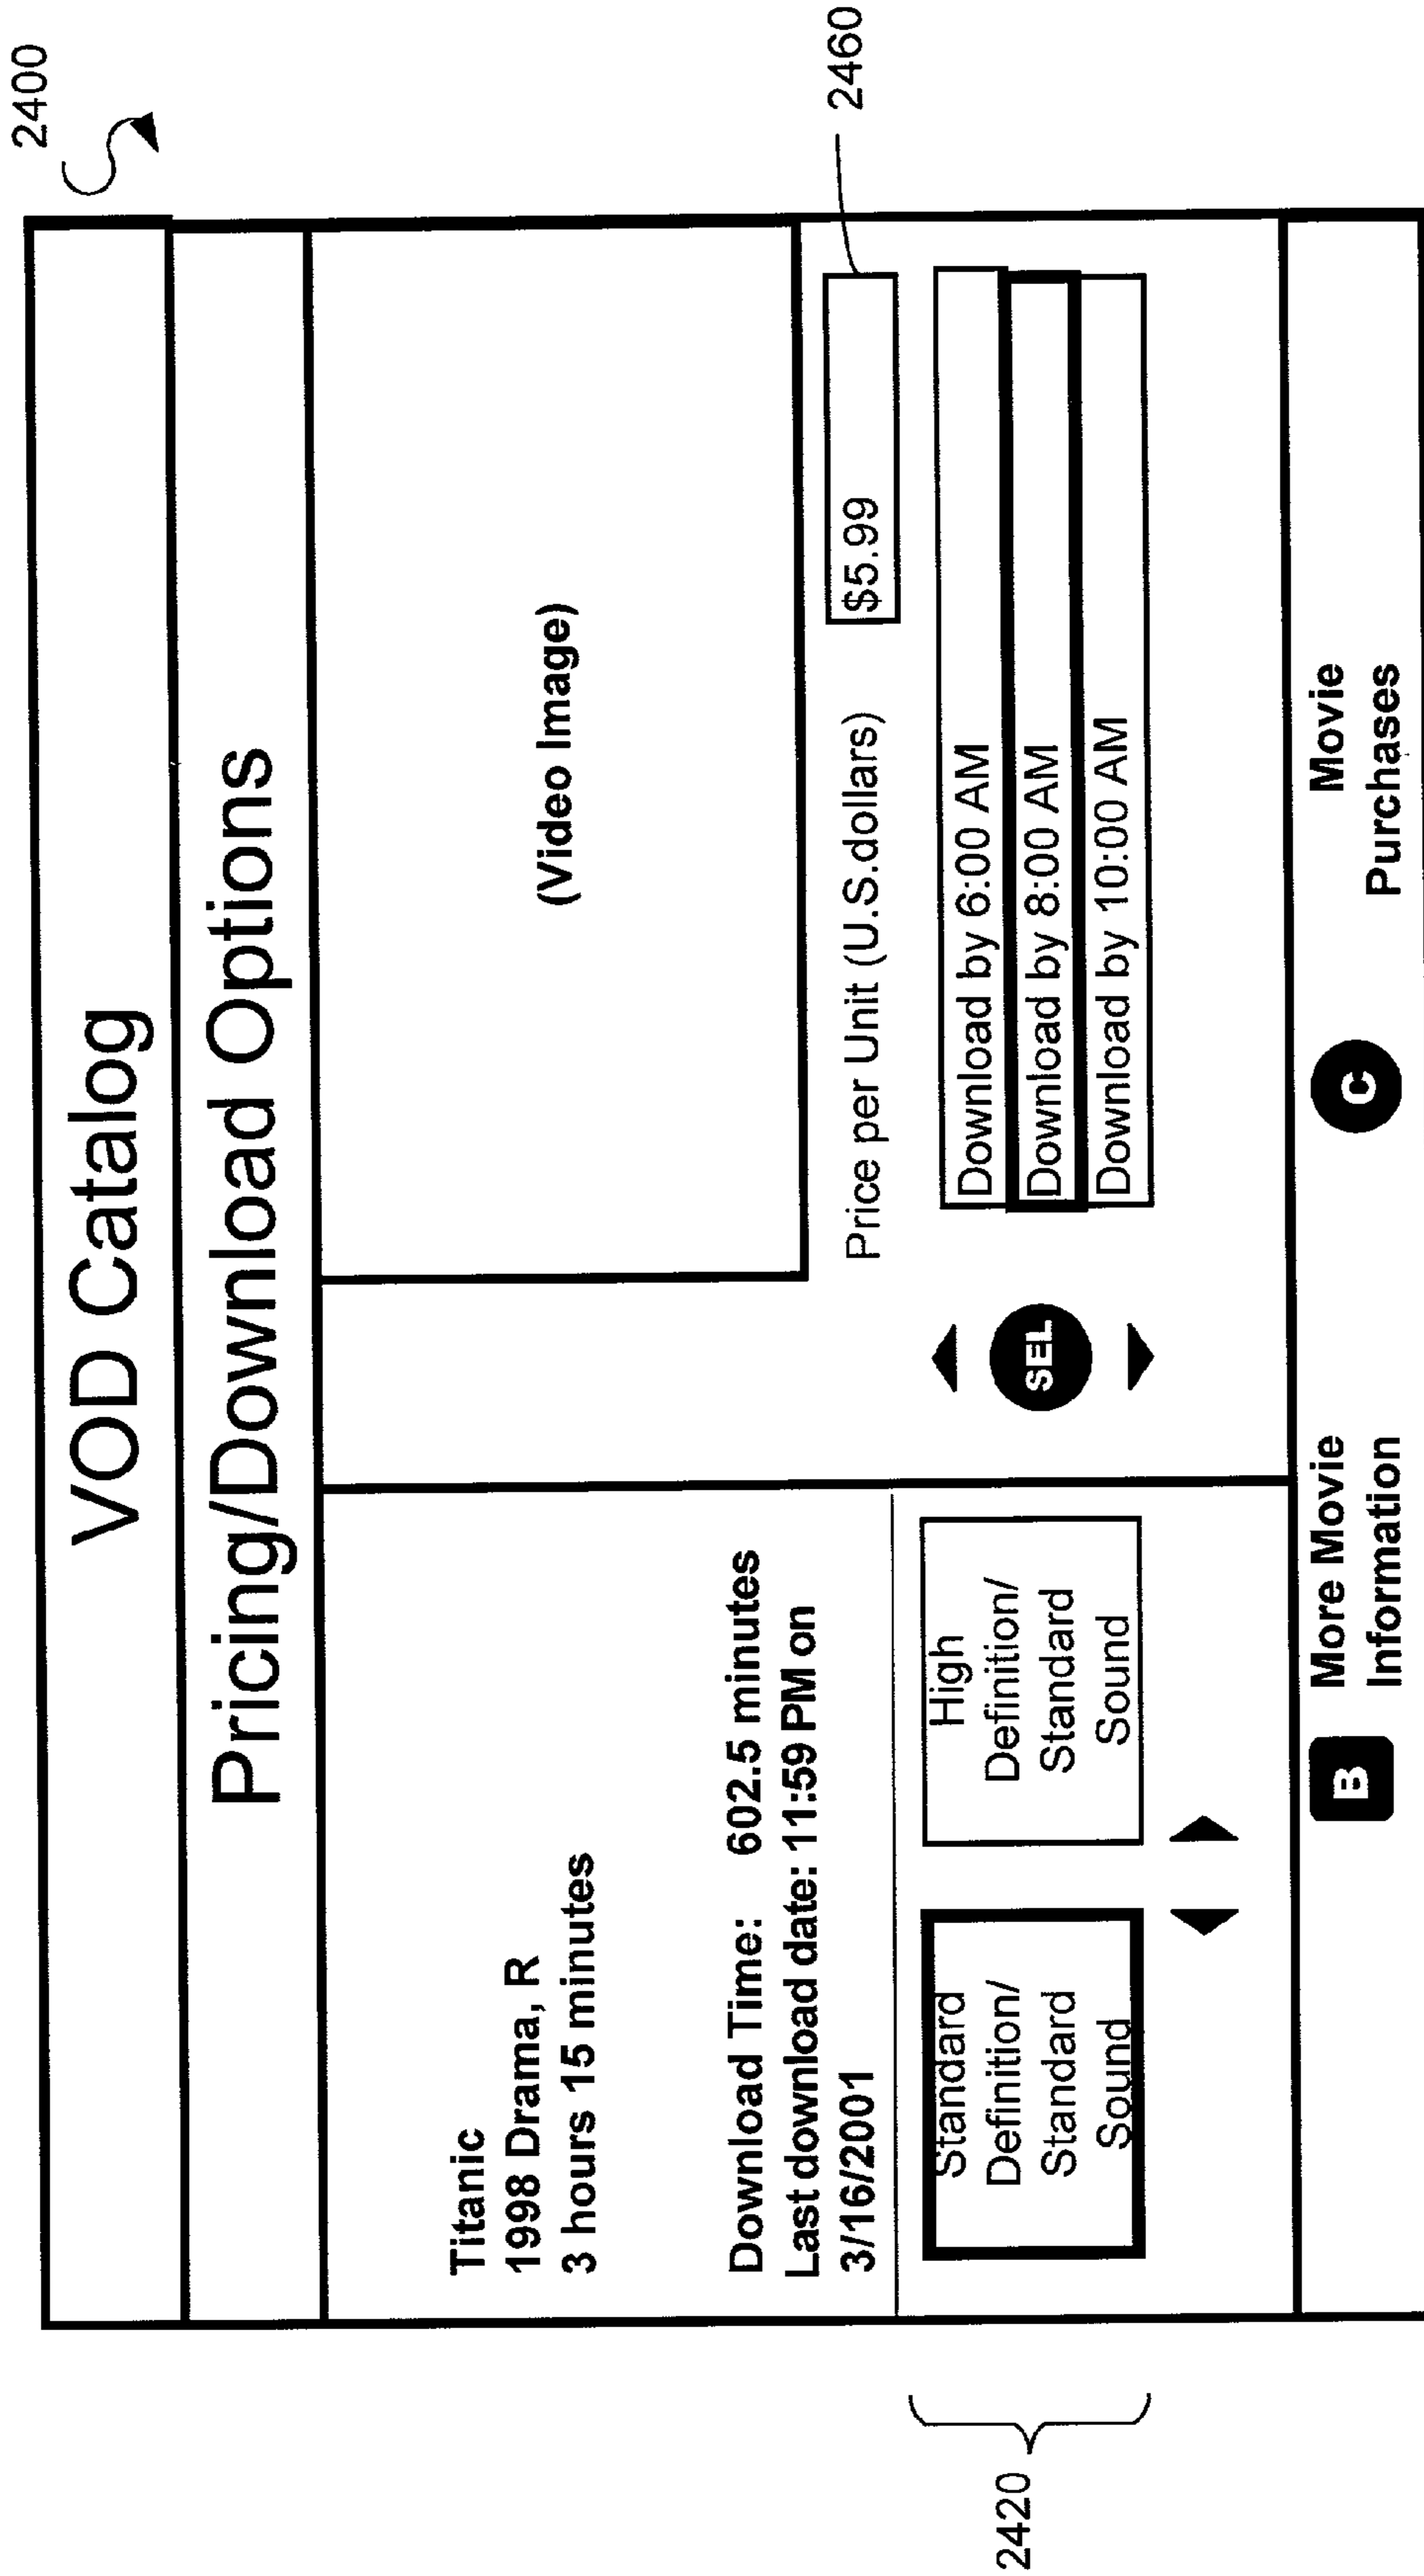 2400
VOD Catalog
Pricing/Download Options
Titanic
1998 Drama, R
3 hours 15 minutes
(Video Image)
Download Time: 602.5 minutes
Last download date: 11:59 PM on
3/16/2001
Price per Unit (U.S.dollars)
$5.99
2460
2420
Standard
Definition/
Standard
Sound
High
Definition/
Standard
Sound
SEL
Download by 6:00 AM
Download by 8:00 AM
Download by 10:00 AM
B
More Movie
Information
C
Movie
Purchases